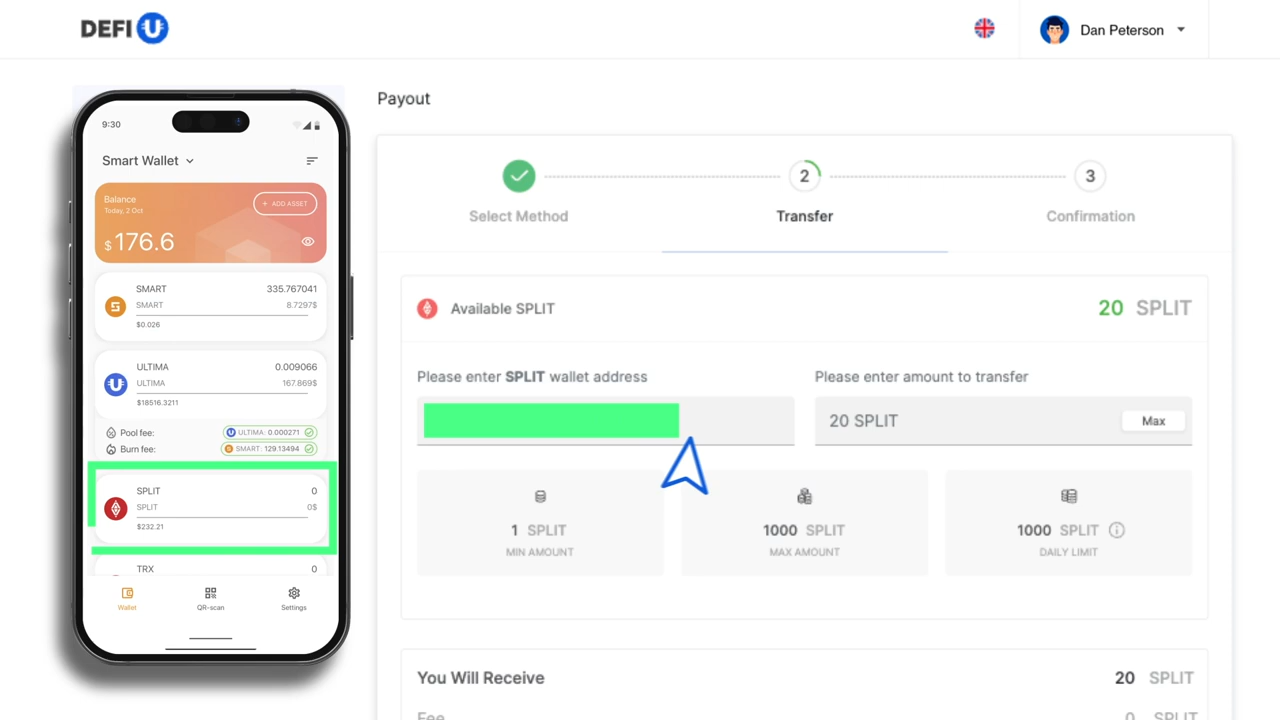 DEFI U
Dan Peterson
9:30
Smart Wallet
Balance
Today, 2 Oct
+ ADD ASSET
$176.6
SMART 335.767041
SMART 8.7297$
$0.026
ULTIMA 0.009066
ULTIMA 167.869$
$18516.3211
Pool fee: ULTIMA: 0.000271
Burn fee: SMART: 129.13494
SPLIT 0
SPLIT 0$
$232.21
TRX 0
Wallet QR-scan Settings
Payout
2 3
Select Method Transfer Confirmation
Available SPLIT 20 SPLIT
Please enter SPLIT wallet address Please enter amount to transfer
20 SPLIT Max
1 SPLIT 1000 SPLIT 1000 SPLIT
MIN AMOUNT MAX AMOUNT DAILY LIMIT
You Will Receive 20 SPLIT
Fee 0 SPLIT